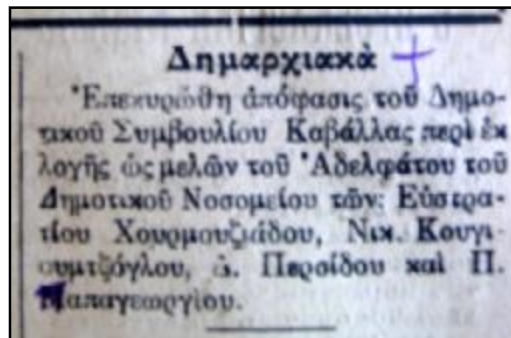 Δημαρχιακὰ
Ἐπεκυρώθη ἀπόφασις τοῦ Δημο-
τικοῦ Συμβουλίου Καβάλλας περὶ ἐκ
λογῆς ὡς μελῶν τοῦ Ἀδελφάτου τοῦ
Δημοτικοῦ Νοσομείου τῶν: Εὐστρα-
τίου Χουρμουζιάδου, Νικ. Κουγι
ουμτζόγλου, Περσίδου καὶ Π.
Παπαγεωργίου.